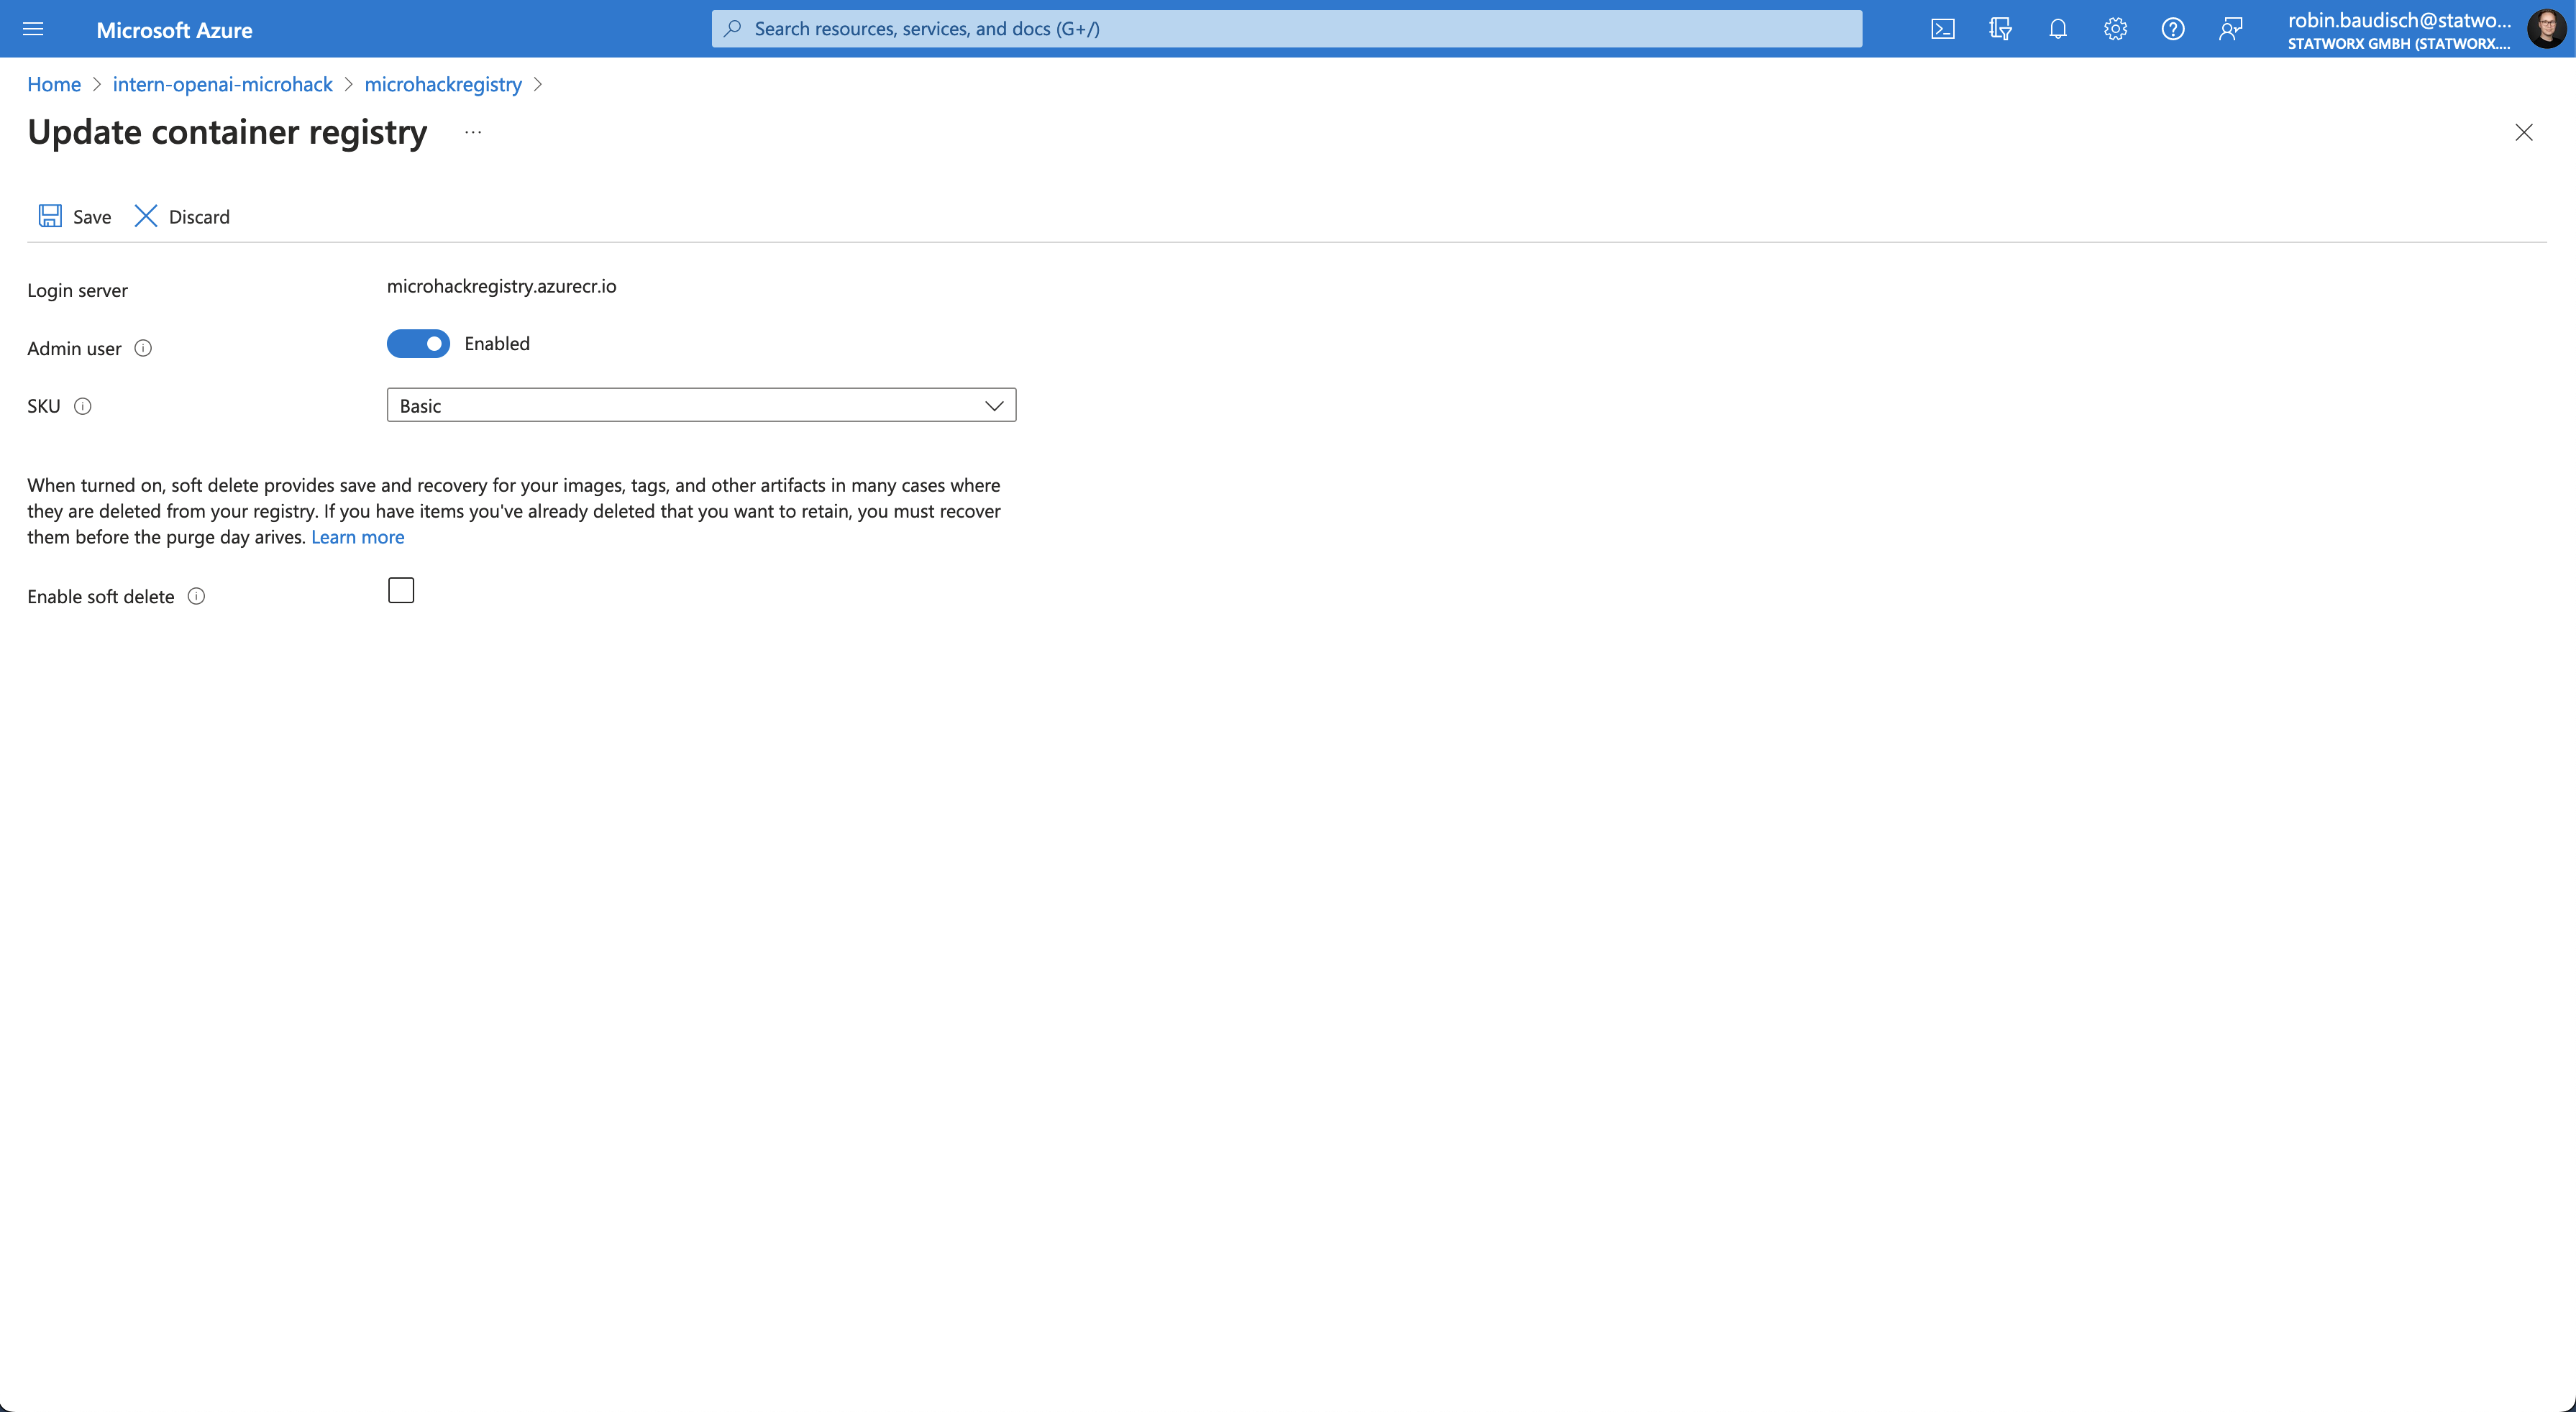 Microsoft Azure
Search resources, services, and docs (G+/)
robin.baudisch@statwo...
STATWORX GMBH (STATWORX....
Home > intern-openai-microhack > microhackregistry >
Update container registry ...
Save Discard
Login server microhackregistry.azurecr.io
Admin user Enabled
SKU Basic
When turned on, soft delete provides save and recovery for your images, tags, and other artifacts in many cases where
they are deleted from your registry. If you have items you've already deleted that you want to retain, you must recover
them before the purge day arives. Learn more
Enable soft delete